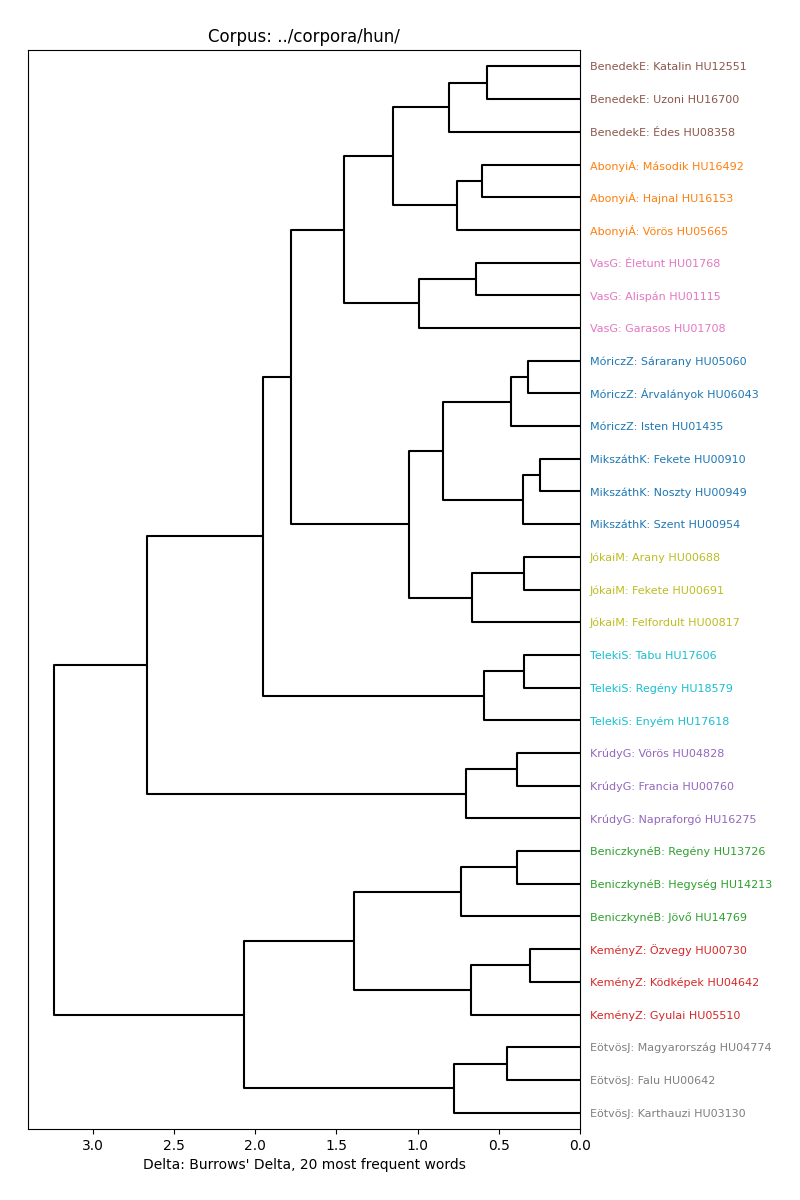 Corpus: ../corpora/hun/
BenedekE: Katalin HU12551
BenedekE: Uzoni HU16700
BenedekE: Édes HU08358
AbonyiÁ: Második HU16492
AbonyiÁ: Hajnal HU16153
AbonyiÁ: Vörös HU05665
VasG: Életunt HU01768
VasG: Alispán HU01115
VasG: Garasos HU01708
MóriczZ: Sárarany HU05060
MóriczZ: Árvalányok HU06043
MóriczZ: Isten HU01435
MikszáthK: Fekete HU00910
MikszáthK: Noszty HU00949
MikszáthK: Szent HU00954
JókaiM: Arany HU00688
JókaiM: Fekete HU00691
JókaiM: Felfordult HU00817
TelekiS: Tabu HU17606
TelekiS: Regény HU18579
TelekiS: Enyém HU17618
KrúdyG: Vörös HU04828
KrúdyG: Francia HU00760
KrúdyG: Napraforgó HU16275
BeniczkynéB: Regény HU13726
BeniczkynéB: Hegység HU14213
BeniczkynéB: Jövő HU14769
KeményZ: Özvegy HU00730
KeményZ: Ködképek HU04642
KeményZ: Gyulai HU05510
EötvösJ: Magyarország HU04774
EötvösJ: Falu HU00642
EötvösJ: Karthauzi HU03130
3.0 2.5 2.0 1.5 1.0 0.5 0.0
Delta: Burrows' Delta, 20 most frequent words